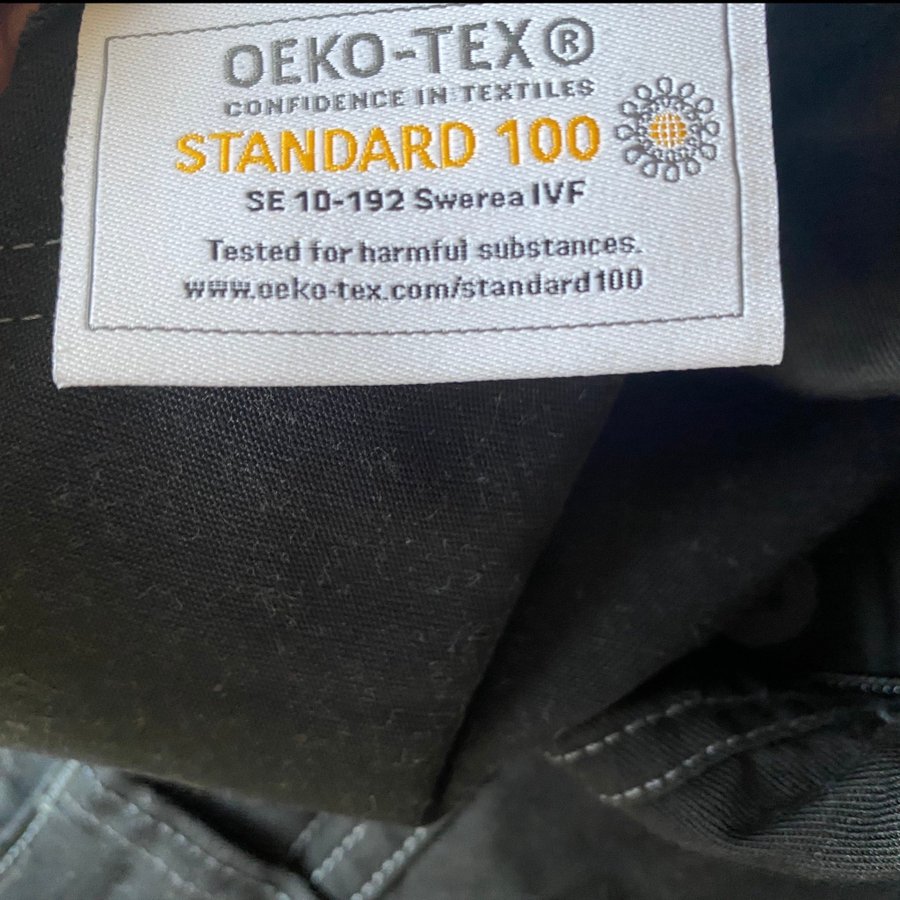 OEKO-TEX®
CONFIDENCE IN TEXTILES
STANDARD 100
SE 10-192 Swerea IVF
Tested for harmful substances.
www.oeko-tex.com/standard100